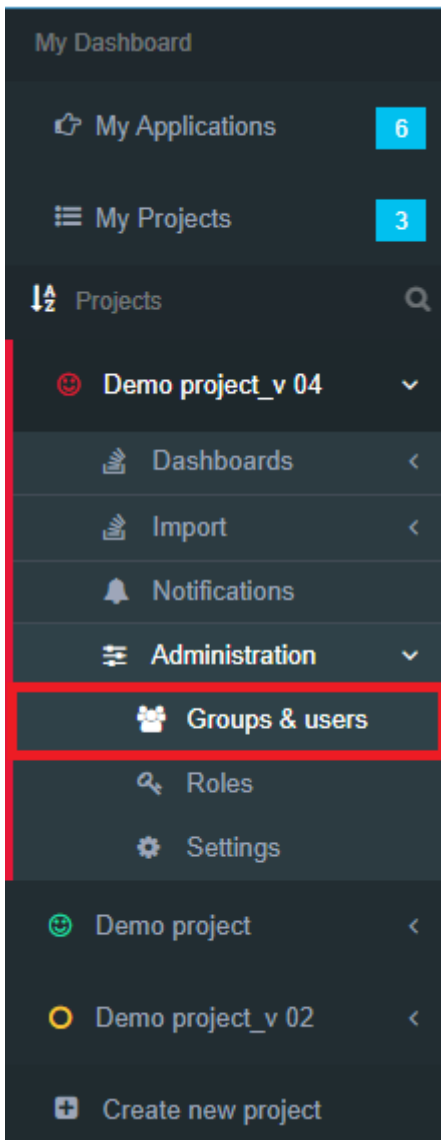 My Dashboard
My Applications 6
My Projects 3
Projects
Demo project_v 04
Dashboards
Import
Notifications
Administration
Groups & users
Roles
Settings
Demo project
Demo project_v 02
Create new project